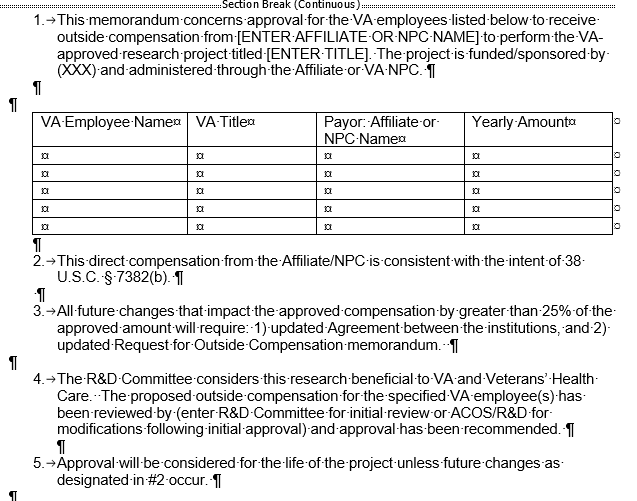 Section Break (Continuous)
1. This memorandum concerns approval for the VA employees listed below to receive
outside compensation from [ENTER AFFILIATE OR NPC NAME] to perform the VA-
approved research project titled [ENTER TITLE]. The project is funded/sponsored by
(XXX) and administered through the Affiliate or VA NPC.
VA Employee Name VA Title Payor: Affiliate or Yearly Amount
NPC Name
2. This direct compensation from the Affiliate/NPC is consistent with the intent of 38
U.S.C. § 7382(b).
3. All future changes that impact the approved compensation by greater than 25% of the
approved amount will require: 1) updated Agreement between the institutions, and 2)
updated Request for Outside Compensation memorandum.
4. The R&D Committee considers this research beneficial to VA and Veterans' Health
Care. The proposed outside compensation for the specified VA employee(s) has
been reviewed by (enter R&D Committee for initial review or ACOS/R&D for
modifications following initial approval) and approval has been recommended.
5. Approval will be considered for the life of the project unless future changes as
designated in #2 occur.